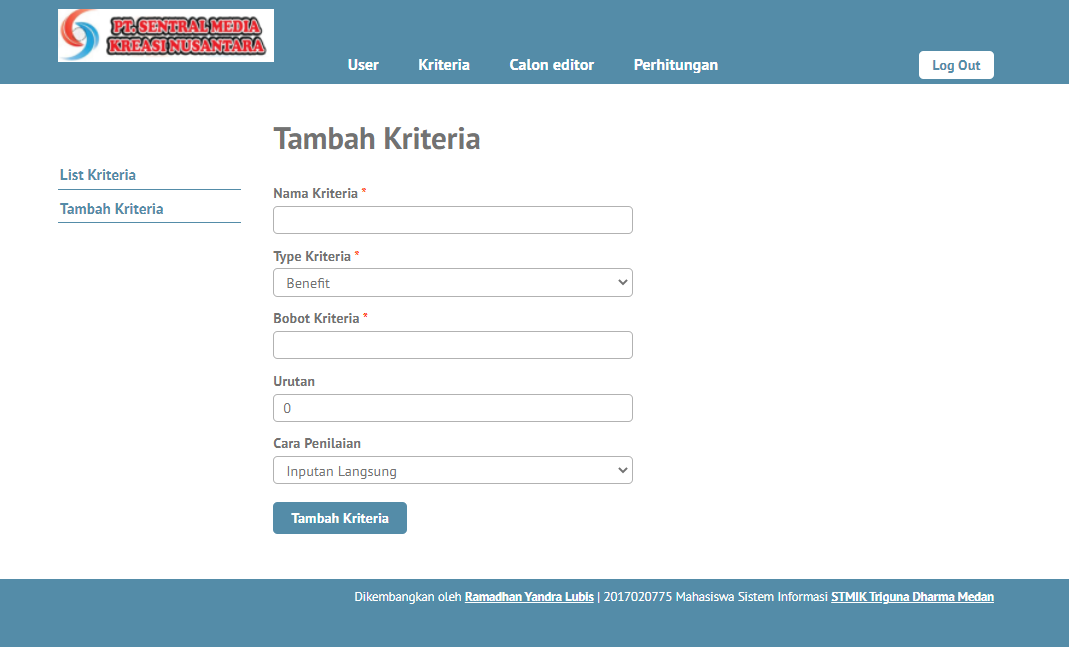 PT. SENTRAL MEDIA
KREASI NUSANTARA
User Kriteria Calon editor Perhitungan Log Out
List Kriteria
Tambah Kriteria
Tambah Kriteria
Nama Kriteria *
Type Kriteria *
Benefit
Bobot Kriteria *
Urutan
0
Cara Penilaian
Inputan Langsung
Tambah Kriteria
Dikembangkan oleh Ramadhan Yandra Lubis | 2017020775 Mahasiswa Sistem Informasi STMIK Triguna Dharma Medan